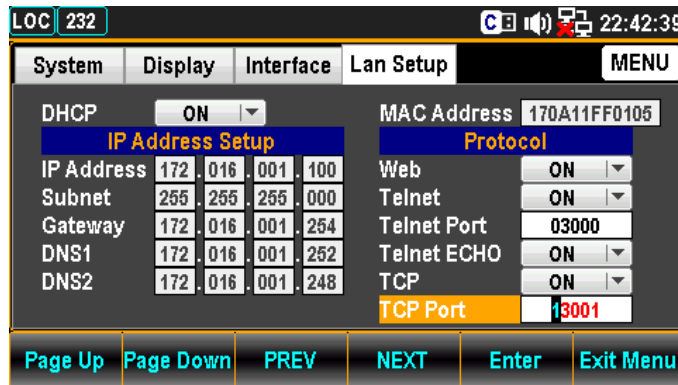 LOC 232 C 22:42:39
System Display Interface Lan Setup MENU
DHCP ON
IP Address Setup
IP Address 172 . 016 . 001 . 100
Subnet 255 . 255 . 255 . 000
Gateway 172 . 016 . 001 . 254
DNS1 172 . 016 . 001 . 252
DNS2 172 . 016 . 001 . 248
MAC Address 170A11FF0105
Protocol
Web ON
Telnet ON
Telnet Port 03000
Telnet ECHO ON
TCP ON
TCP Port 13001
Page Up Page Down PREV NEXT Enter Exit Menu